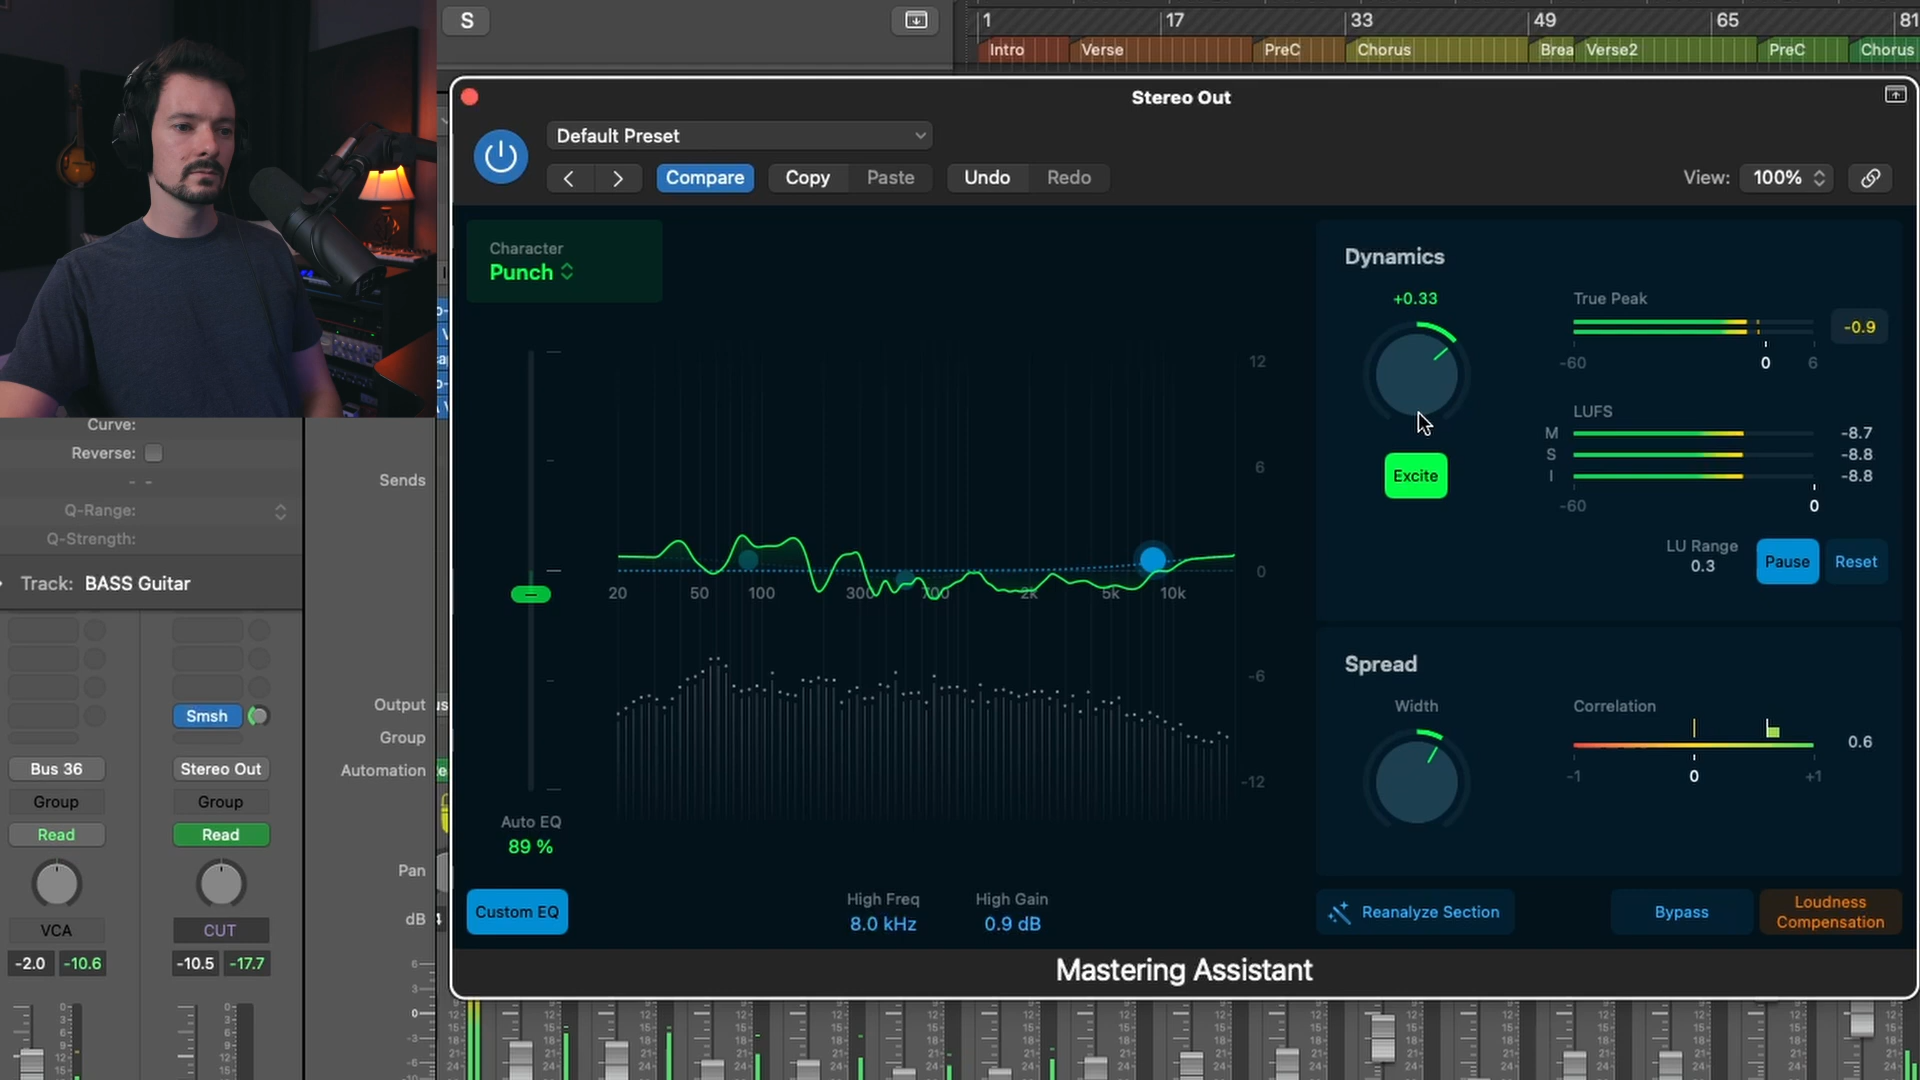 S
1 17 33 49 65 81
Intro Verse PreC Chorus Brea Verse2 PreC Chorus
Stereo Out
Default Preset
Compare Copy Paste Undo Redo
View: 100%
Character
Punch
Dynamics
+0.33
True Peak
-0.9
-60 0 6
Excite
LUFS
M -8.7
S -8.8
I -8.8
-60 0
LU Range
0.3
Pause Reset
12
6
0
-6
-12
20 50 100 300 700 2k 5k 10k
Auto EQ
89 %
Custom EQ
High Freq
8.0 kHz
High Gain
0.9 dB
Spread
Width
Correlation
0.6
-1 0 +1
Reanalyze Section
Bypass
Loudness
Compensation
Mastering Assistant
Curve:
Reverse:
- -
Q-Range:
Q-Strength:
Track: BASS Guitar
Sends
Smsh
Output
Group
Automation
Pan
dB
Bus 36 Stereo Out
Group Group
Read Read
VCA CUT
-2.0 -10.6 -10.5 -17.7